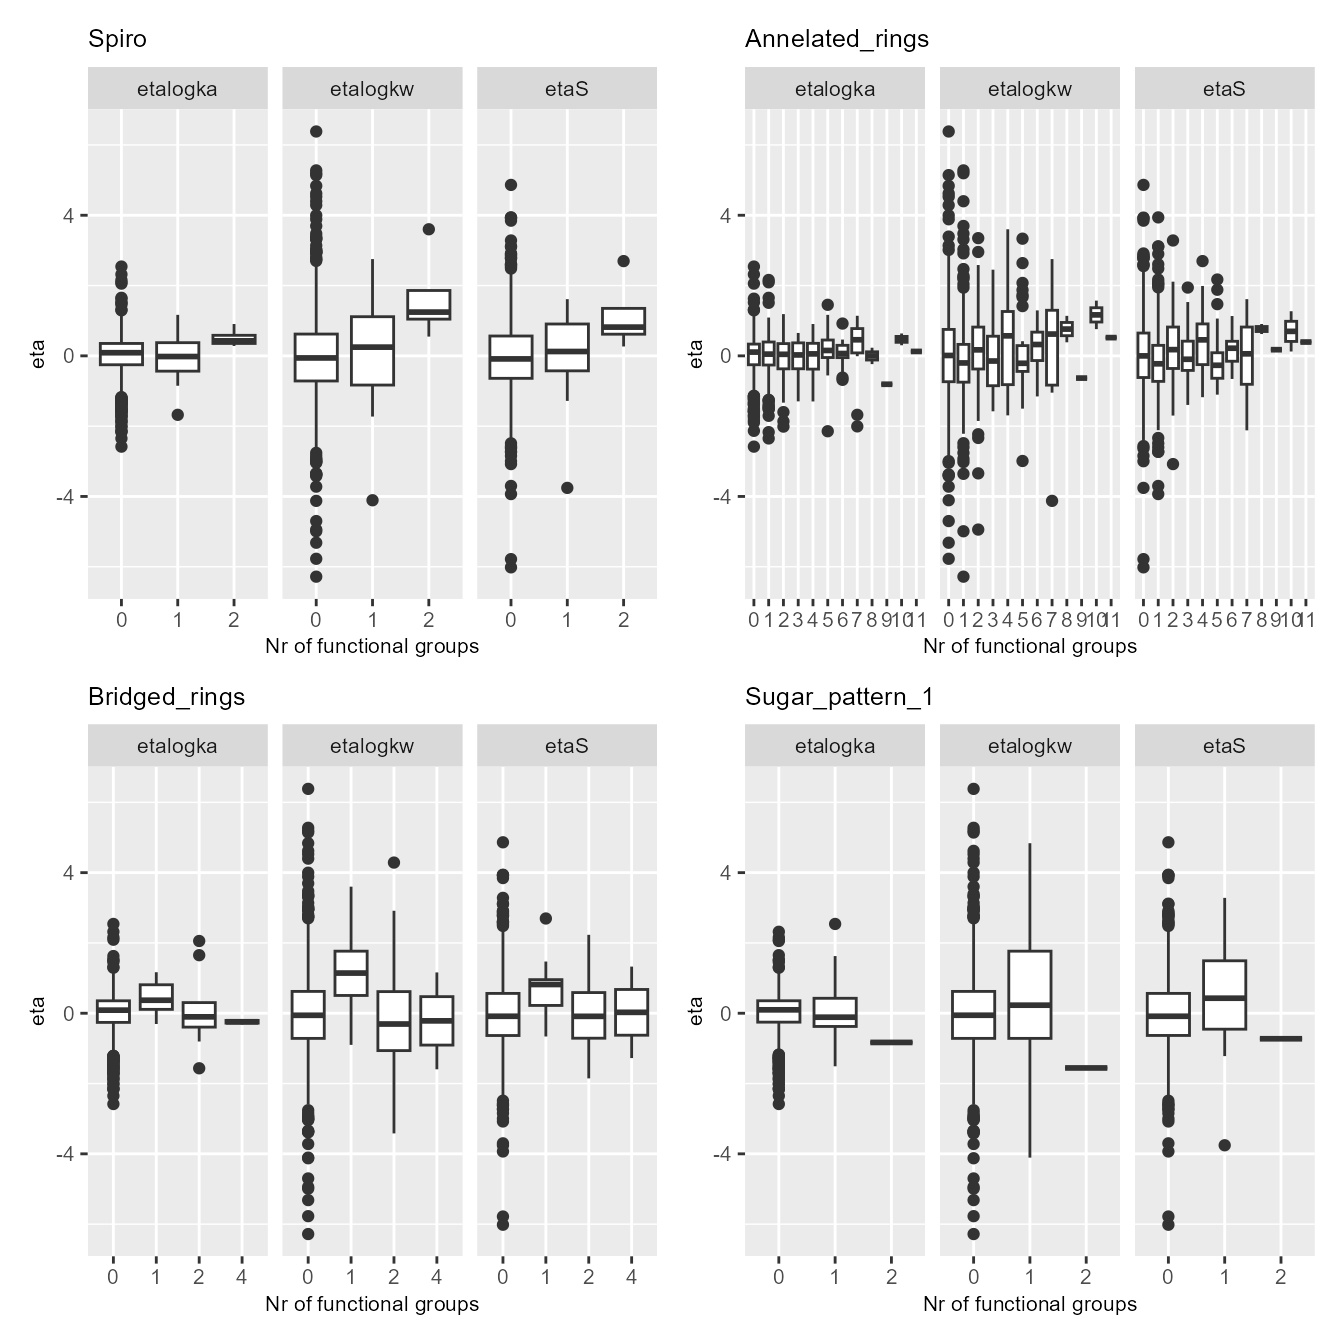 Spiro
etalogka etalogkw etaS
eta
4
0
-4
0 1 2 0 1 2 0 1 2
Nr of functional groups
Annelated_rings
etalogka etalogkw etaS
eta
4
0
-4
0 1 2 3 4 5 6 7 8 9 10 11 0 1 2 3 4 5 6 7 8 9 10 11 0 1 2 3 4 5 6 7 8 9 10 11
Nr of functional groups
Bridged_rings
etalogka etalogkw etaS
eta
4
0
-4
0 1 2 4 0 1 2 4 0 1 2 4
Nr of functional groups
Sugar_pattern_1
etalogka etalogkw etaS
eta
4
0
-4
0 1 2 0 1 2 0 1 2
Nr of functional groups